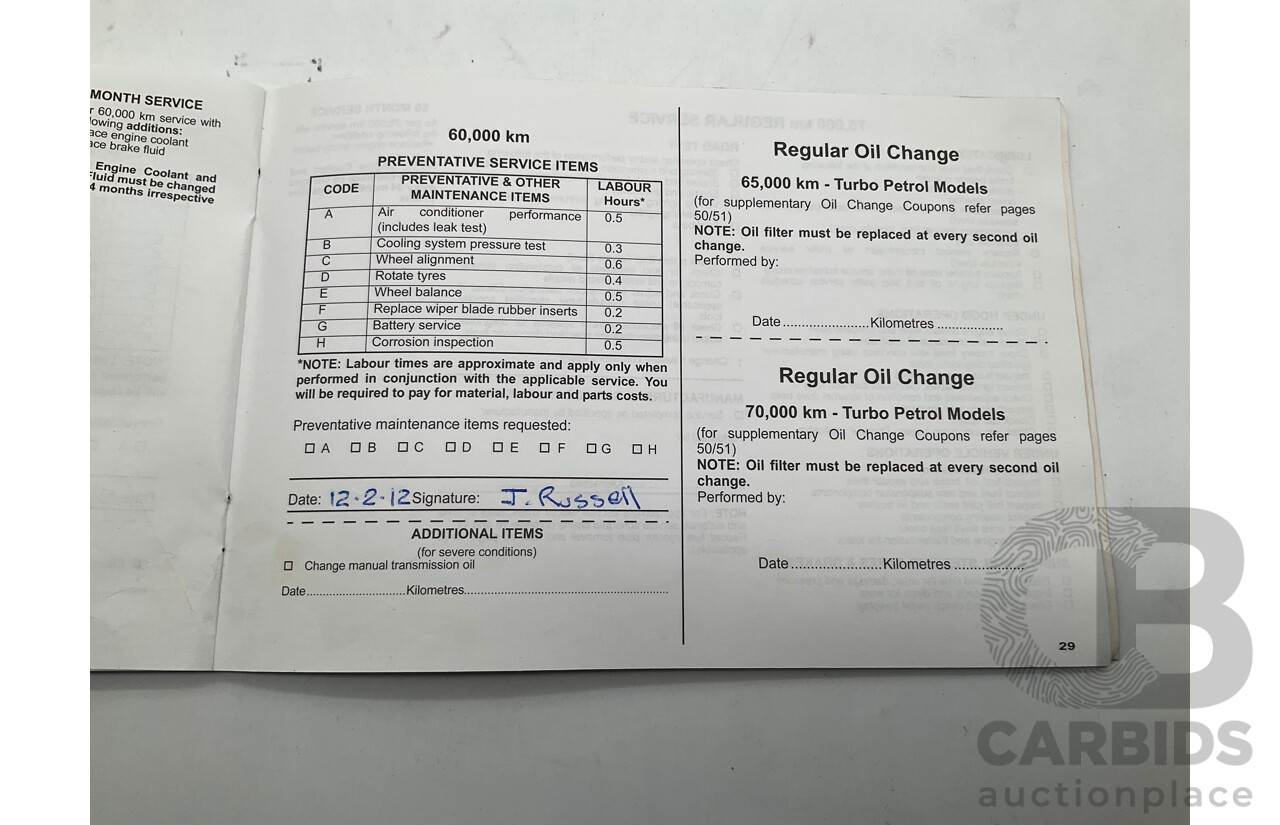 MONTH SERVICE
60,000 km service with
owing additions:
ace engine coolant
ace brake fluid
Engine Coolant and
Fluid must be changed
4 months irrespective
60,000 km
PREVENTATIVE SERVICE ITEMS
CODE PREVENTATIVE & OTHER MAINTENANCE ITEMS LABOUR Hours*
A Air conditioner performance (includes leak test) 0.5
B Cooling system pressure test 0.3
C Wheel alignment 0.6
D Rotate tyres 0.4
E Wheel balance 0.5
F Replace wiper blade rubber inserts 0.2
G Battery service 0.2
H Corrosion inspection 0.5
*NOTE: Labour times are approximate and apply only when
performed in conjunction with the applicable service. You
will be required to pay for material, labour and parts costs.
Preventative maintenance items requested:
☐ A ☐ B ☐ C ☐ D ☐ E ☐ F ☐ G ☐ H
Date: 12-2-12 Signature: J. Russell
ADDITIONAL ITEMS
(for severe conditions)
☐ Change manual transmission oil
Date............................Kilometres.........................................................
Regular Oil Change
65,000 km - Turbo Petrol Models
(for supplementary Oil Change Coupons refer pages
50/51)
NOTE: Oil filter must be replaced at every second oil
change.
Performed by:
Date.......................Kilometres ..................
Regular Oil Change
70,000 km - Turbo Petrol Models
(for supplementary Oil Change Coupons refer pages
50/51)
NOTE: Oil filter must be replaced at every second oil
change.
Performed by:
Date........................Kilometres ...................
29
CB
CARBIDS
auctionplace